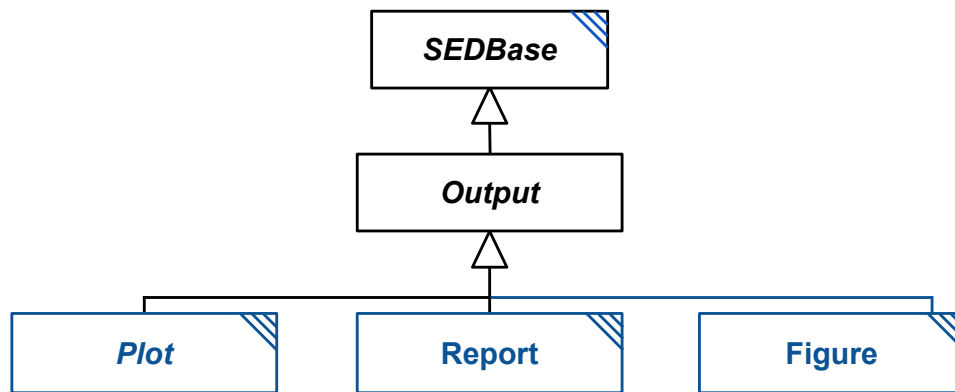 SEDBase
Output
Plot
Report
Figure